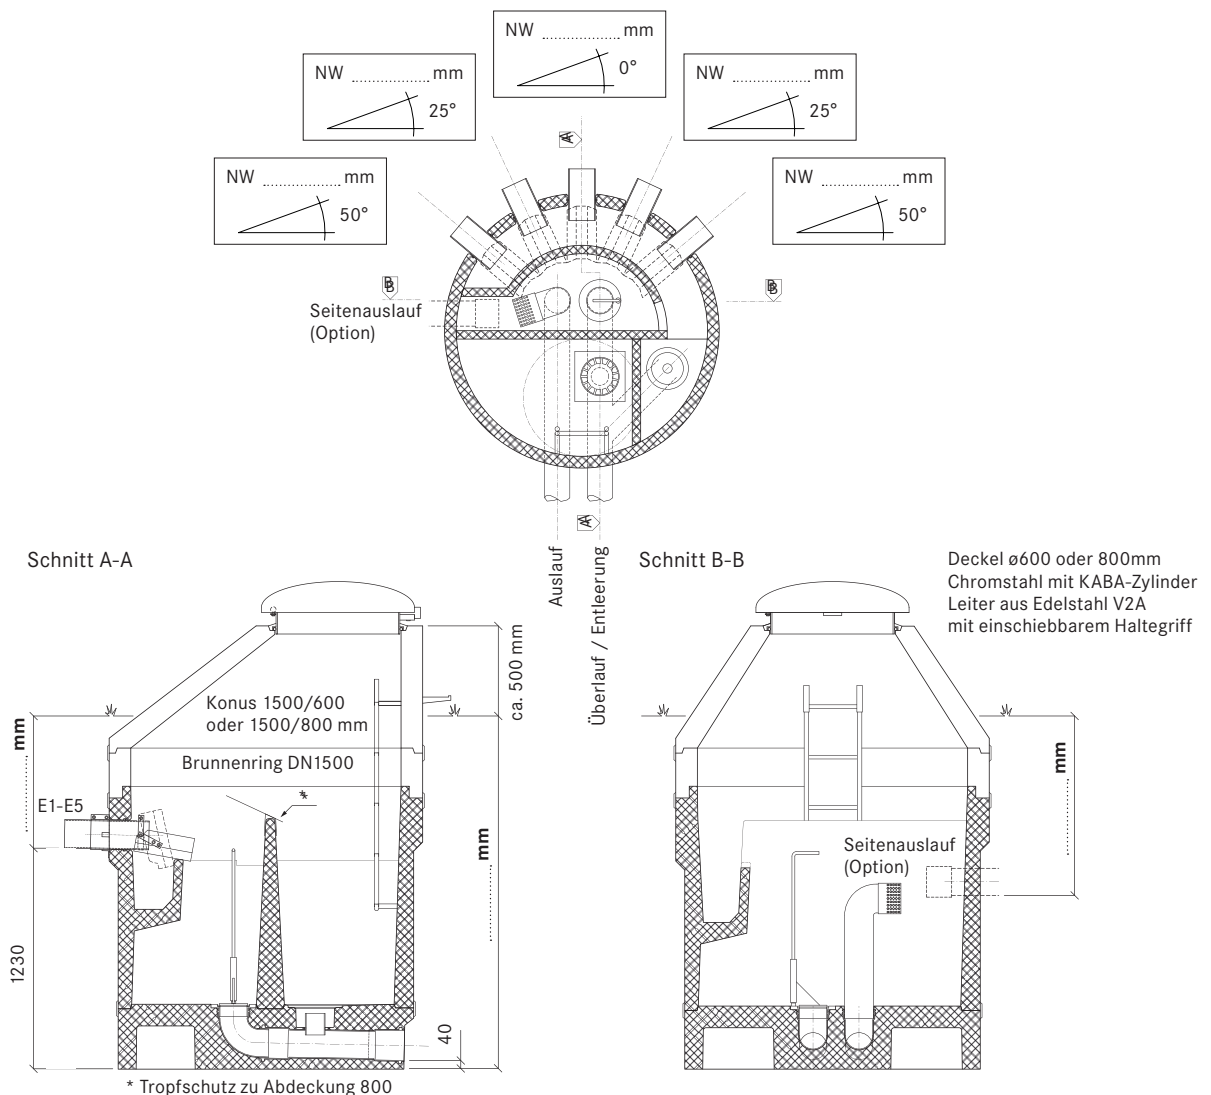 NW .................... mm
0°
NW .................... mm
25°
NW .................... mm
25°
NW .................... mm
50°
NW .................... mm
50°
A
B
B
Seitenauslauf
(Option)
A
Auslauf
Überlauf / Entleerung
Schnitt A-A
Schnitt B-B
Deckel ø600 oder 800mm
Chromstahl mit KABA-Zylinder
Leiter aus Edelstahl V2A
mit einschiebbarem Haltegriff
ca. 500 mm
Konus 1500/600
oder 1500/800 mm
Brunnenring DN1500
*
E1-E5
.................... mm
.................... mm
1230
40
* Tropfschutz zu Abdeckung 800
Seitenauslauf
(Option)
.................... mm